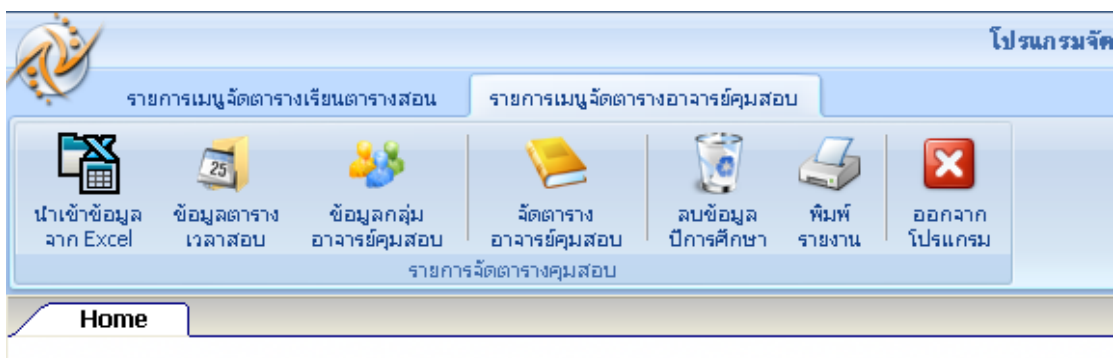 โปรแกรมจัด
รายการเมนูจัดตารางเรียนตารางสอน
รายการเมนูจัดตารางอาจารย์คุมสอบ
25
นำเข้าข้อมูล
จาก Excel
ข้อมูลตาราง
เวลาสอบ
ข้อมูลกลุ่ม
อาจารย์คุมสอบ
จัดตาราง
อาจารย์คุมสอบ
ลบข้อมูล
ปีการศึกษา
พิมพ์
รายงาน
ออกจาก
โปรแกรม
รายการจัดตารางคุมสอบ
Home